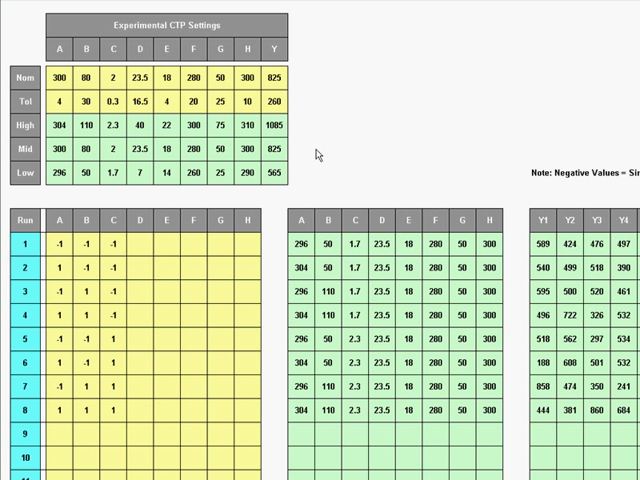 Experimental CTP Settings
A B C D E F G H Y
Nom 300 80 2 23.5 18 280 50 300 825
Tol 4 30 0.3 16.5 4 20 25 10 260
High 304 110 2.3 40 22 300 75 310 1085
Mid 300 80 2 23.5 18 280 50 300 825
Low 296 50 1.7 7 14 260 25 290 565
Note: Negative Values = Sin
Run A B C D E F G H A B C D E F G H Y1 Y2 Y3 Y4
1 -1 -1 -1 296 50 1.7 23.5 18 280 50 300 589 424 476 497
2 1 -1 -1 304 50 1.7 23.5 18 280 50 300 540 499 518 390
3 -1 1 -1 296 110 1.7 23.5 18 280 50 300 595 500 520 461
4 1 1 -1 304 110 1.7 23.5 18 280 50 300 496 722 326 532
5 -1 -1 1 296 50 2.3 23.5 18 280 50 300 518 562 297 534
6 1 -1 1 304 50 2.3 23.5 18 280 50 300 188 608 501 532
7 -1 1 1 296 110 2.3 23.5 18 280 50 300 858 474 350 241
8 1 1 1 304 110 2.3 23.5 18 280 50 300 444 381 860 684
9
10